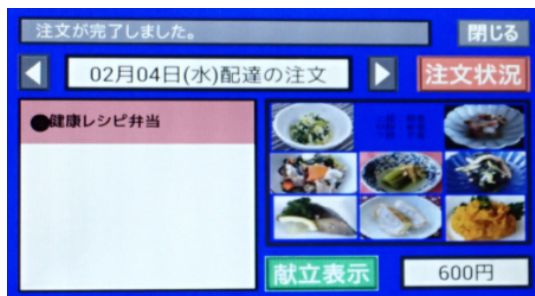 注文が完了しました。
閉じる
02月04日(水)配達の注文
注文状況
●健康レシピ弁当
献立表示
600円